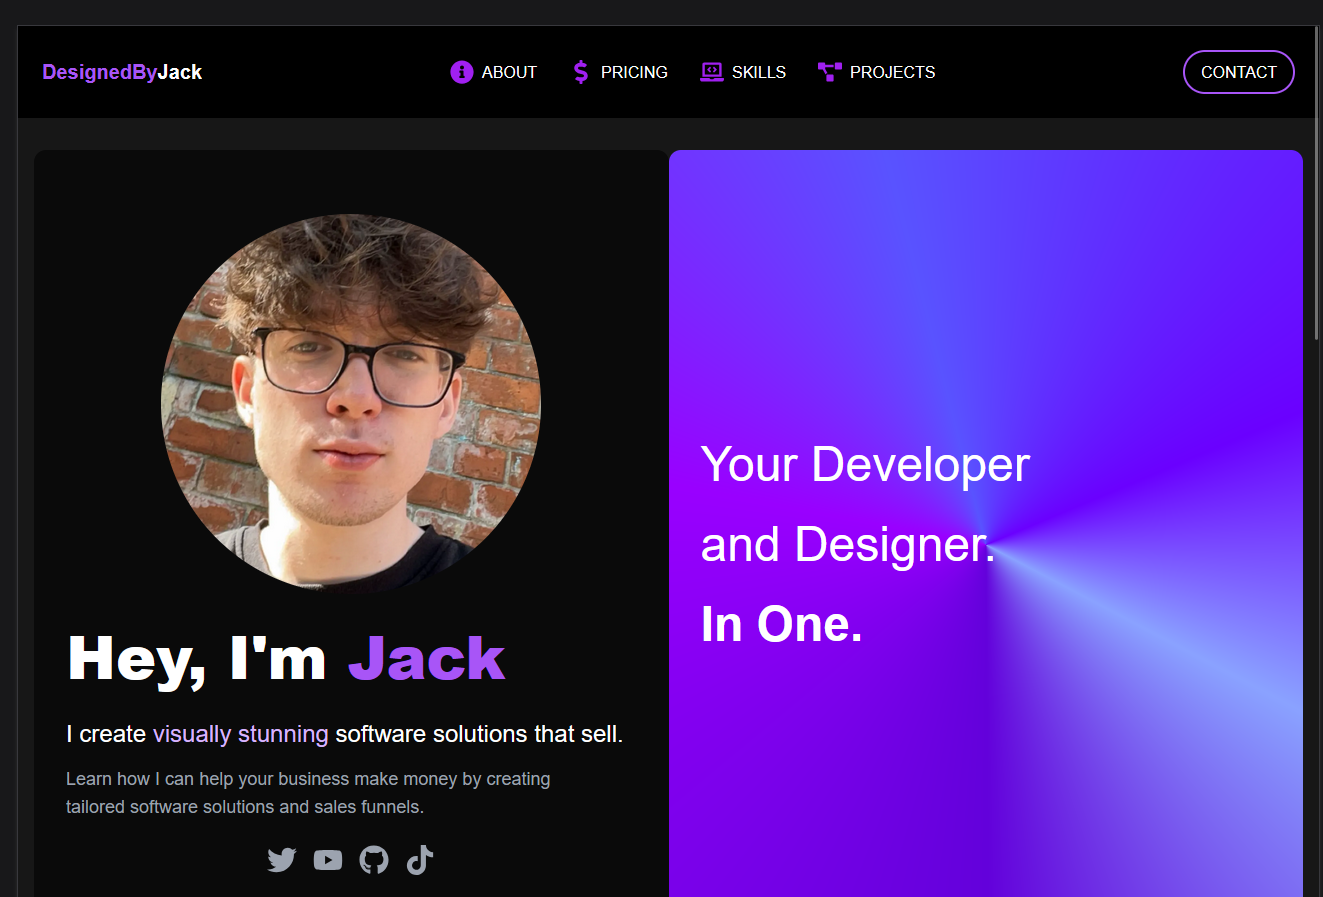 DesignedByJack
ABOUT
PRICING
SKILLS
PROJECTS
CONTACT
Hey, I'm Jack
I create visually stunning software solutions that sell.
Learn how I can help your business make money by creating
tailored software solutions and sales funnels.
Your Developer
and Designer.
In One.